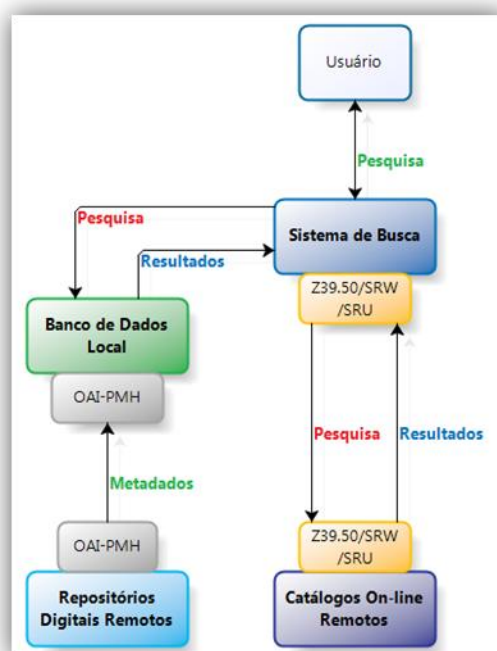 Usuário
Pesquisa
Sistema de Busca
Pesquisa
Resultados
Z39.50/SRW
/SRU
Banco de Dados
Local
OAI-PMH
Pesquisa
Resultados
Metadados
OAI-PMH
Z39.50/SRW
/SRU
Repositórios
Digitais Remotos
Catálogos On-line
Remotos